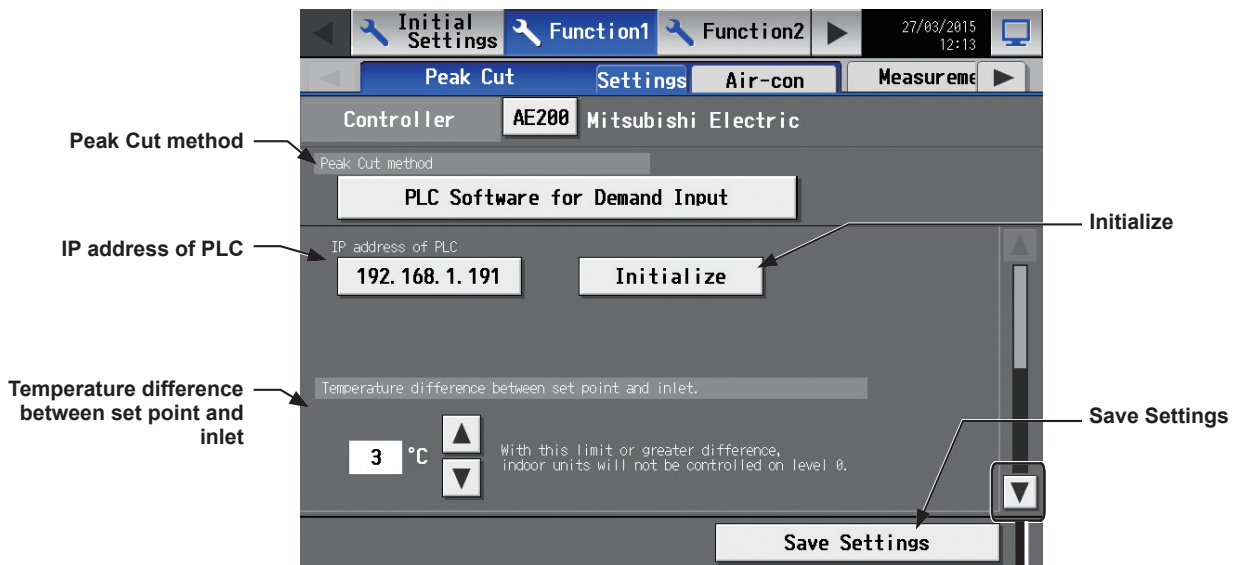 Initial
Settings
Function1
Function2
27/03/2015
12:13
Peak Cut
Settings
Air-con
Measureme
Controller
AE200
Mitsubishi Electric
Peak Cut method
Peak Cut method
PLC Software for Demand Input
IP address of PLC
IP address of PLC
192.168.1.191
Initialize
Initialize
Temperature difference
between set point and
inlet
Temperature difference between set point and inlet.
3 °C
With this limit or greater difference,
indoor units will not be controlled on level 0.
Save Settings
Save Settings